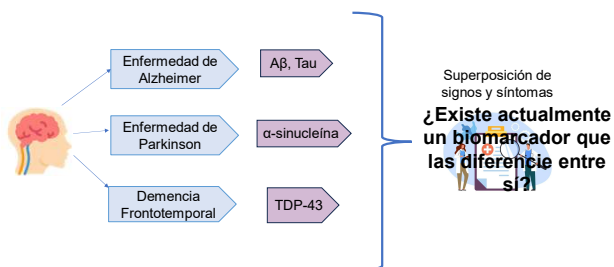 Enfermedad de
Alzheimer
Aβ, Tau
Enfermedad de
Parkinson
α-sinucleína
Demencia
Frontotemporal
TDP-43
Superposición de
signos y síntomas
¿Existe actualmente
un biomarcador que
las diferencie entre
sí?